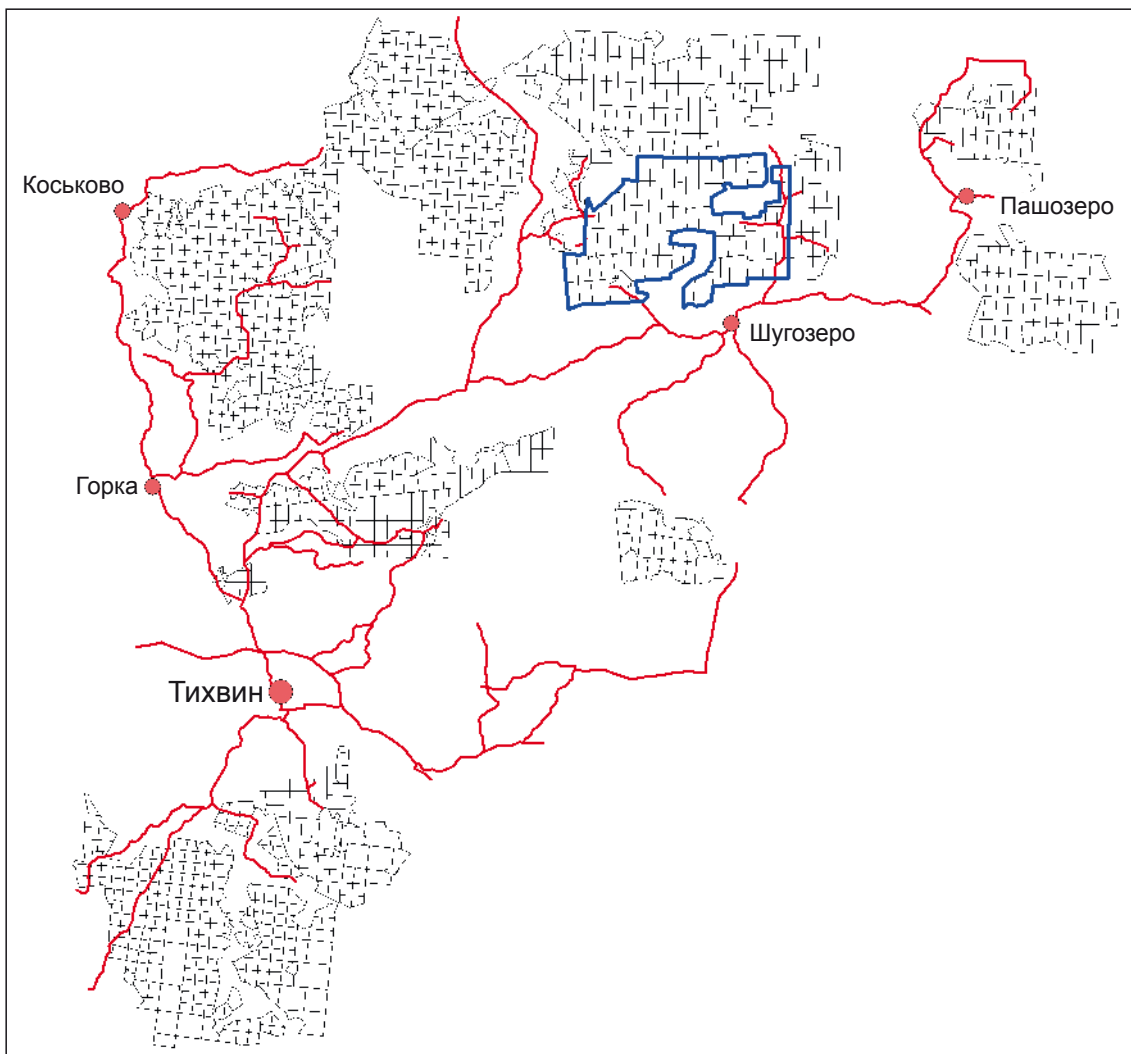 Коськово
Пашозеро
Шугозеро
Горка
Тихвин